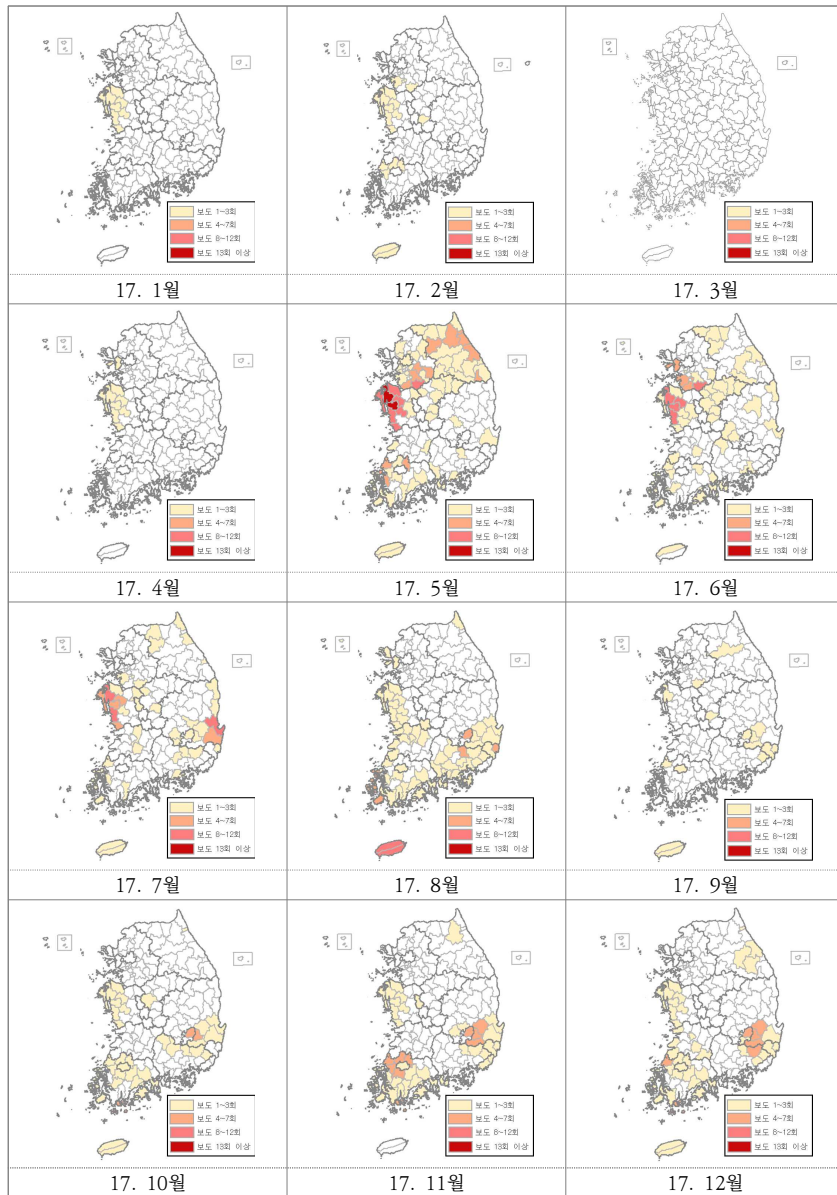 보도 1~3회
보도 4~7회
보도 8~12회
보도 13회 이상
보도 1~3회
보도 4~7회
보도 8~12회
보도 13회 이상
보도 1~3회
보도 4~7회
보도 8~12회
보도 13회 이상
17. 1월
17. 2월
17. 3월
보도 1~3회
보도 4~7회
보도 8~12회
보도 13회 이상
보도 1~3회
보도 4~7회
보도 8~12회
보도 13회 이상
보도 1~3회
보도 4~7회
보도 8~12회
보도 13회 이상
17. 4월
17. 5월
17. 6월
보도 1~3회
보도 4~7회
보도 8~12회
보도 13회 이상
보도 1~3회
보도 4~7회
보도 8~12회
보도 13회 이상
보도 1~3회
보도 4~7회
보도 8~12회
보도 13회 이상
17. 7월
17. 8월
17. 9월
보도 1~3회
보도 4~7회
보도 8~12회
보도 13회 이상
보도 1~3회
보도 4~7회
보도 8~12회
보도 13회 이상
보도 1~3회
보도 4~7회
보도 8~12회
보도 13회 이상
17. 10월
17. 11월
17. 12월